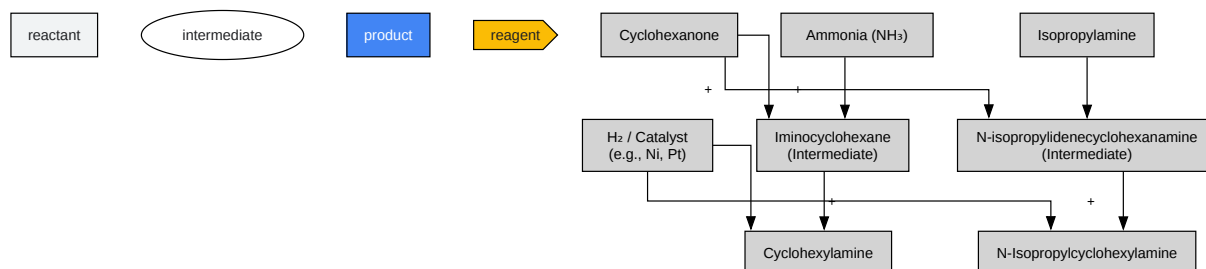 reactant
intermediate
product
reagent
Cyclohexanone
Ammonia (NH₃)
Isopropylamine
+
+
H₂ / Catalyst
(e.g., Ni, Pt)
Iminocyclohexane
(Intermediate)
N-isopropylidenecyclohexanamine
(Intermediate)
+
+
Cyclohexylamine
N-Isopropylcyclohexylamine